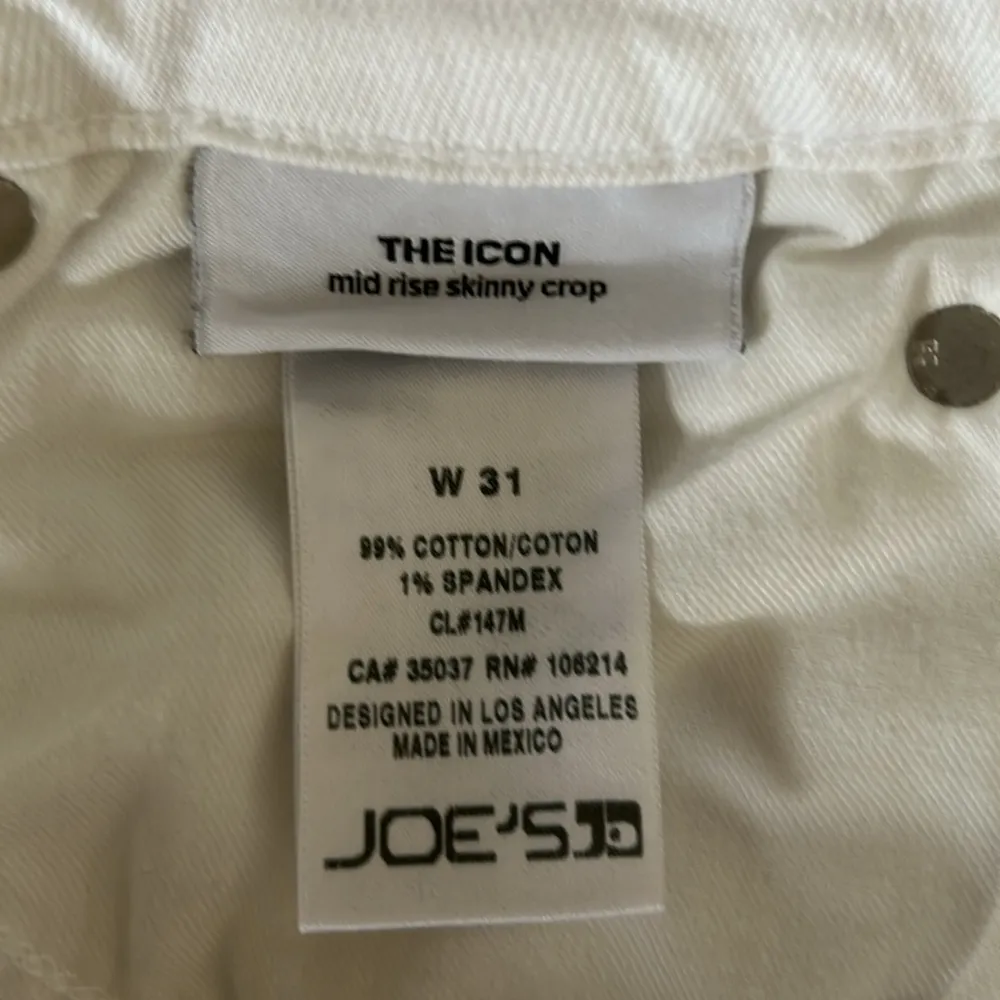 THE ICON
mid rise skinny crop
W 31
99% COTTON/COTON
1% SPANDEX
CL#147M
CA# 35037 RN# 106214
DESIGNED IN LOS ANGELES
MADE IN MEXICO
JOE'S